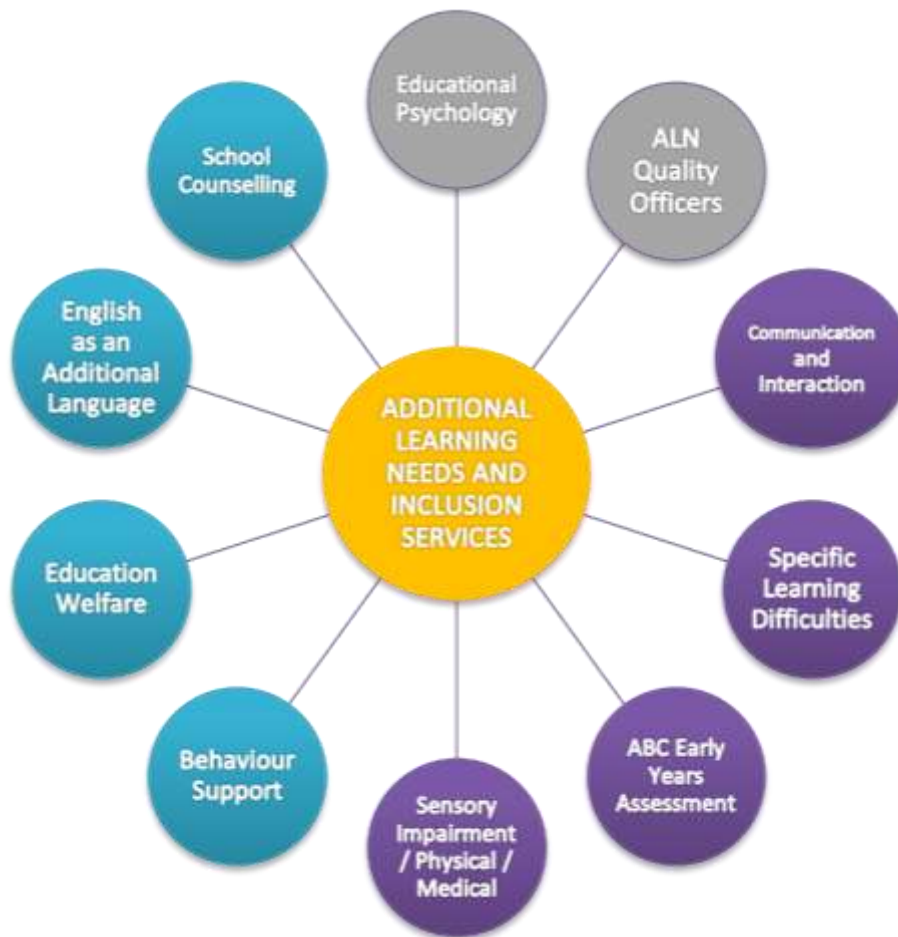 Educational
Psychology
ALN
Quality
Officers
Communication
and
Interaction
Specific
Learning
Difficulties
ABC Early
Years
Assessment
Sensory
Impairment
/ Physical /
Medical
Behaviour
Support
Education
Welfare
English
as an
Additional
Language
School
Counselling
ADDITIONAL
LEARNING
NEEDS AND
INCLUSION
SERVICES